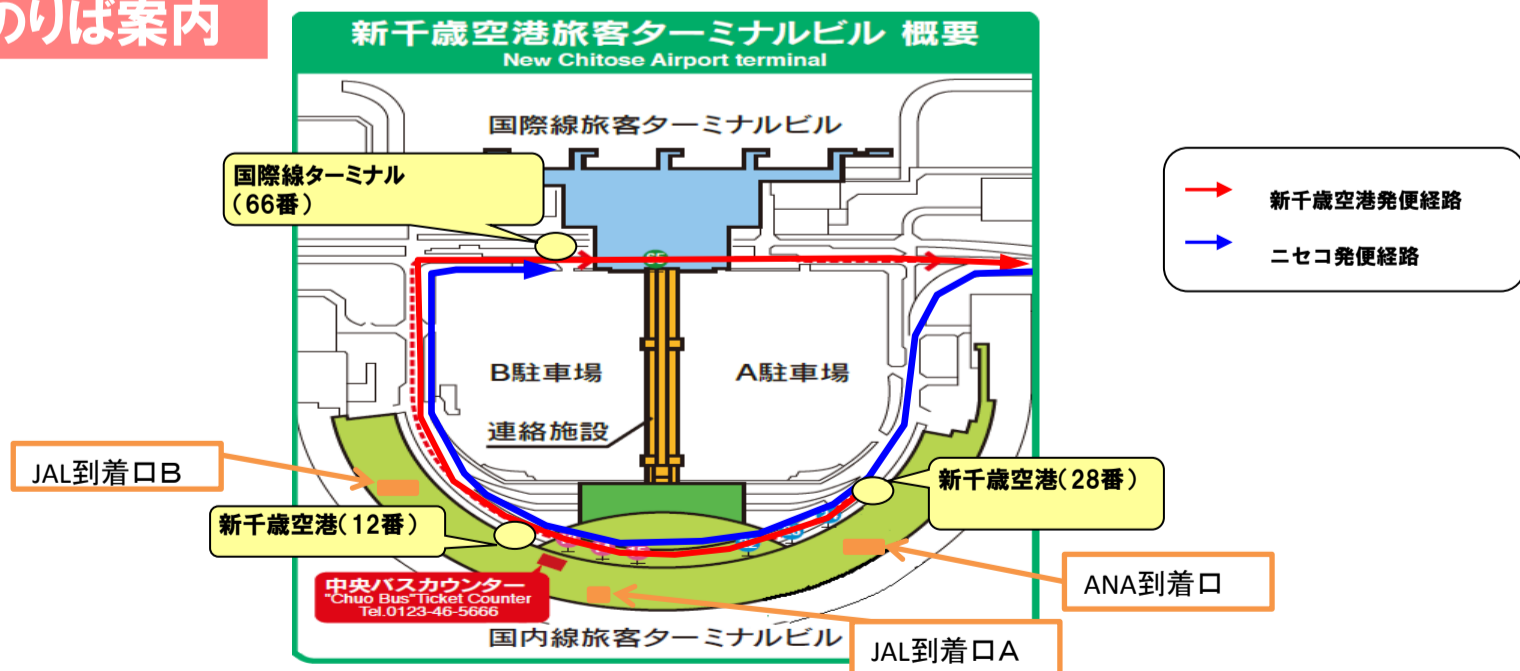 のりば案内
新千歳空港旅客ターミナルビル 概要
New Chitose Airport terminal
国際線旅客ターミナルビル
国際線ターミナル
(66番)
新千歳空港発便経路
ニセコ発便経路
B駐車場
A駐車場
連絡施設
JAL到着口B
新千歳空港(28番)
新千歳空港(12番)
中央バスカウンター
"Chuo Bus"Ticket Counter
Tel.0123-46-5666
ANA到着口
国内線旅客ターミナルビル
JAL到着口A